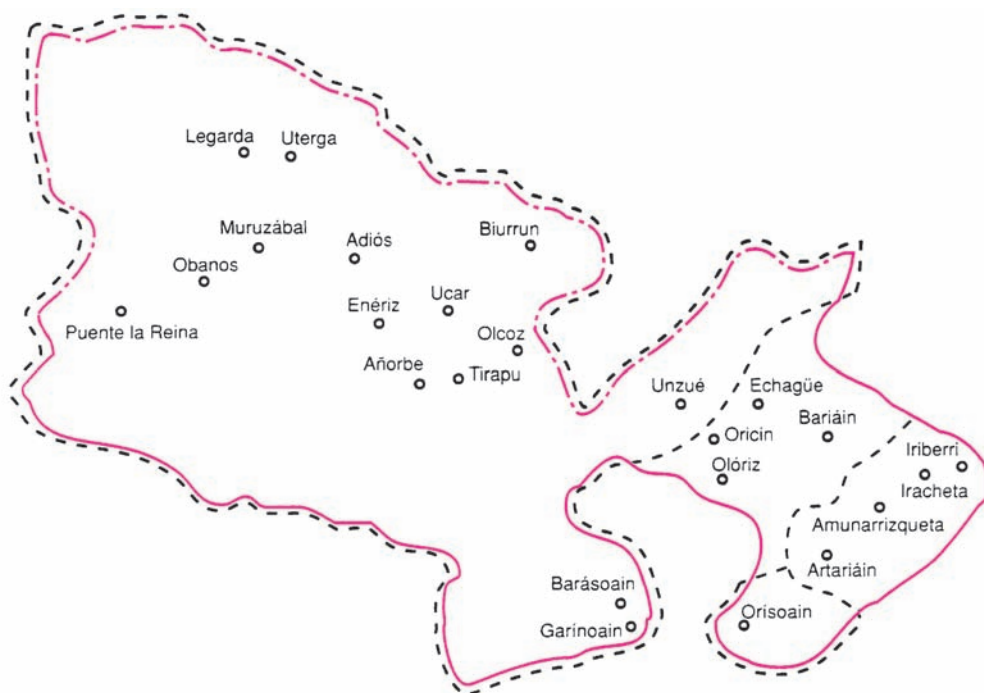 Legarda
Uterga
Muruzábal
Adiós
Biurrun
Obanos
Enériz
Ucar
Puente la Reina
Olcoz
Añorbe
Tirapu
Unzué
Echagüe
Bariáin
Oricin
Iriberri
Olóriz
Iracheta
Amunarrizqueta
Artariáin
Barásoain
Garínoain
Orísoain